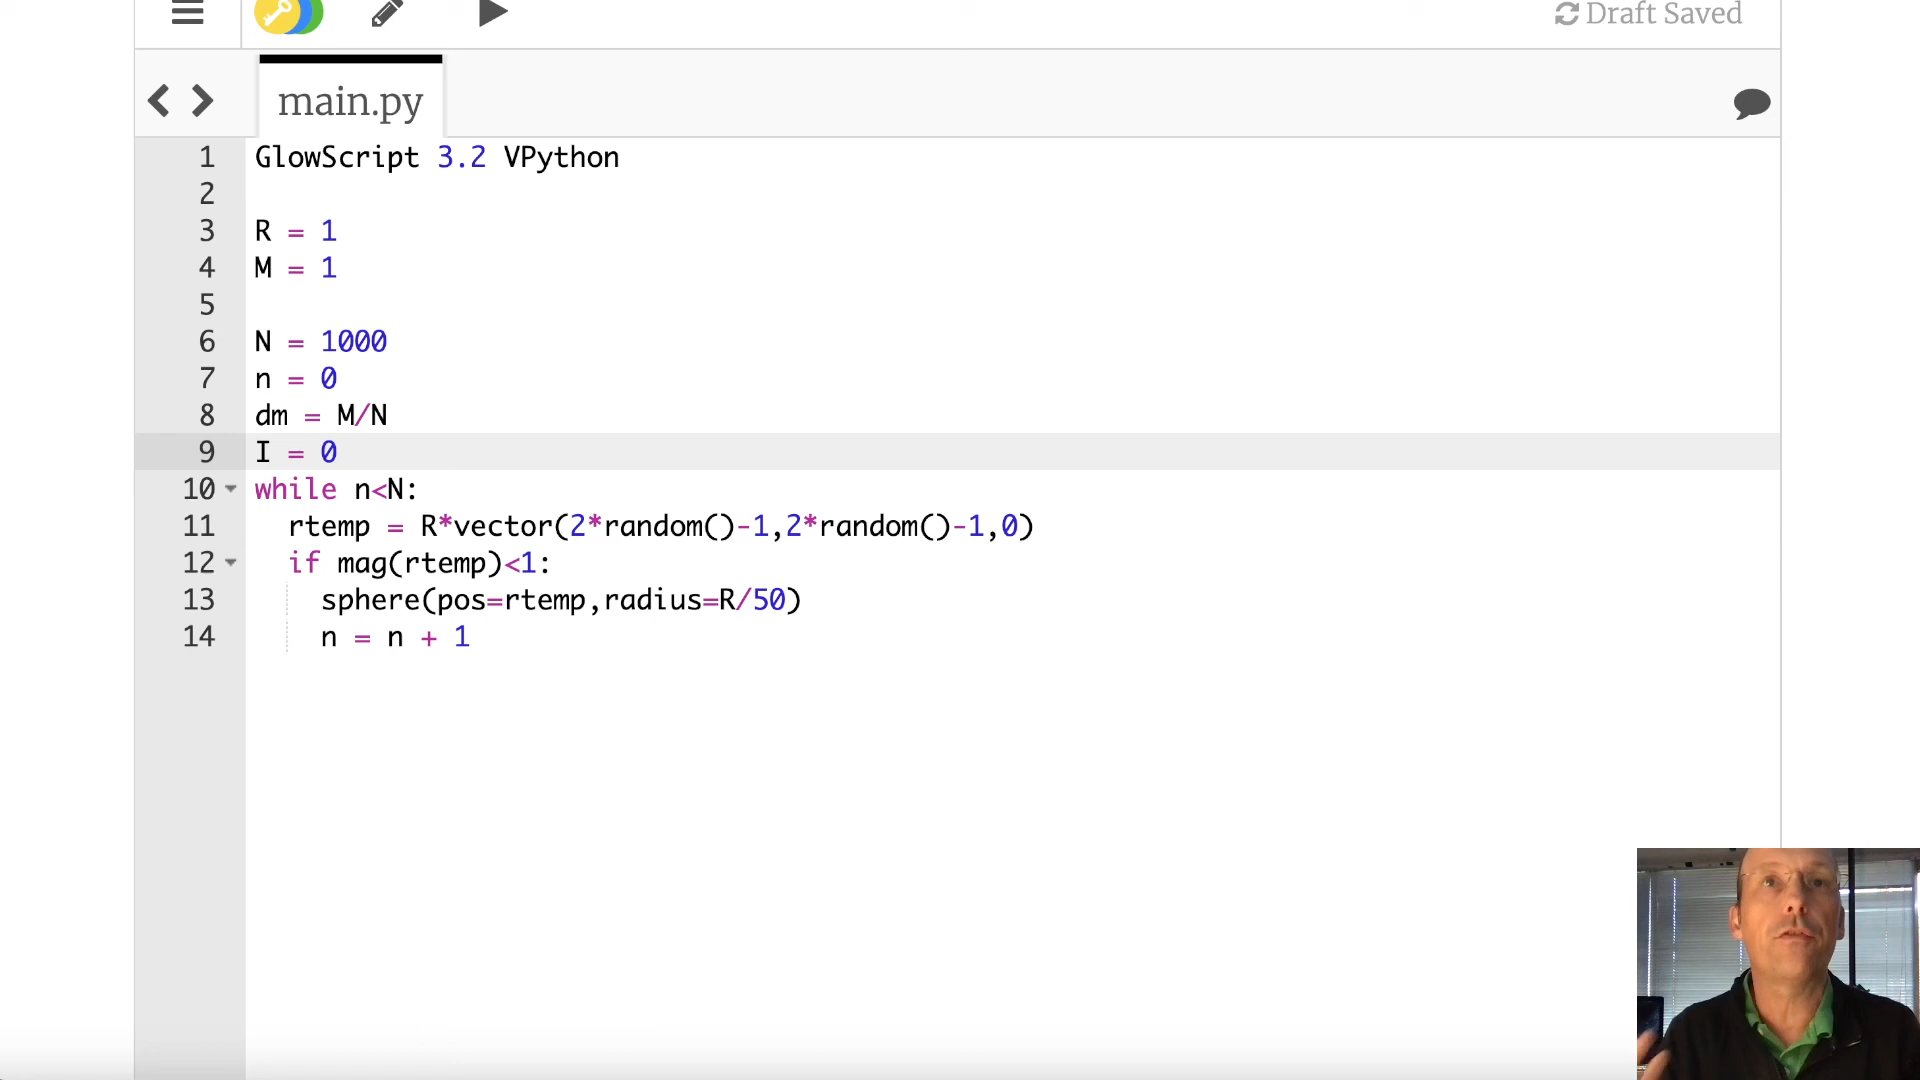 Draft Saved
main.py
1 GlowScript 3.2 VPython
2
3 R = 1
4 M = 1
5
6 N = 1000
7 n = 0
8 dm = M/N
9 I = 0
10 while n<N:
11   rtemp = R*vector(2*random()-1,2*random()-1,0)
12   if mag(rtemp)<1:
13     sphere(pos=rtemp,radius=R/50)
14     n = n + 1